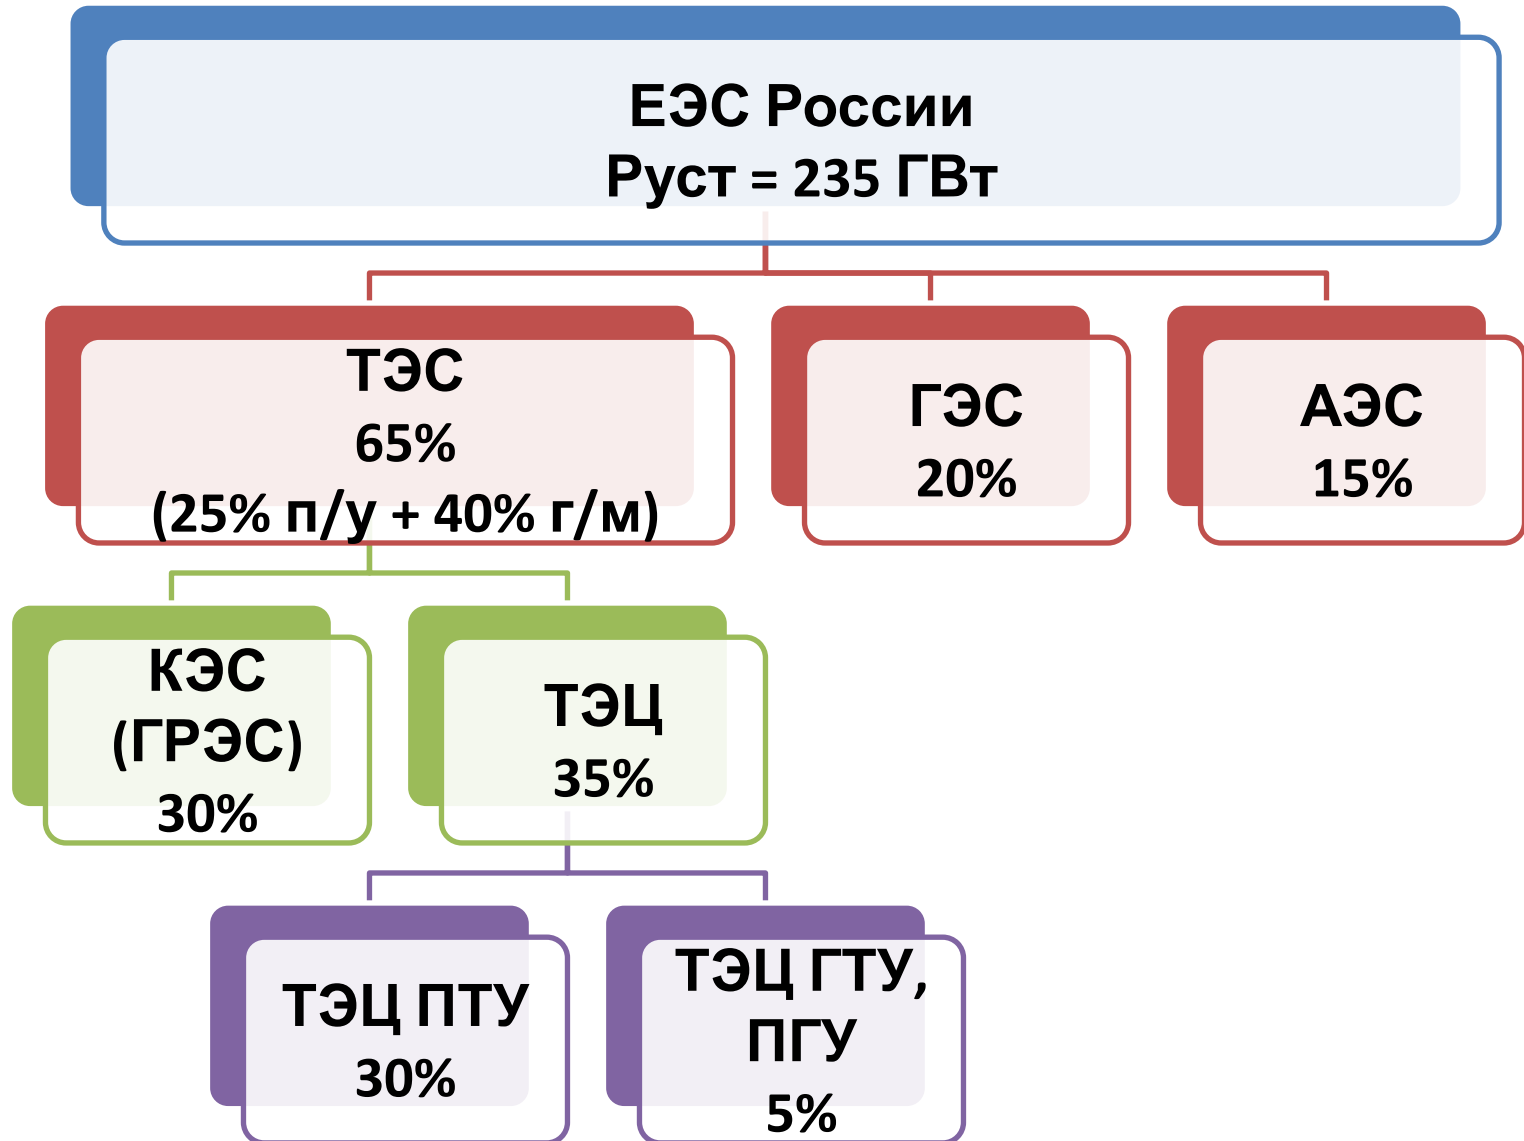 ЕЭС России
Руст = 235 ГВт
ТЭС
65%
(25% п/у + 40% г/м)
ГЭС
20%
АЭС
15%
КЭС
(ГРЭС)
30%
ТЭЦ
35%
ТЭЦ ПТУ
30%
ТЭЦ ГТУ,
ПГУ
5%